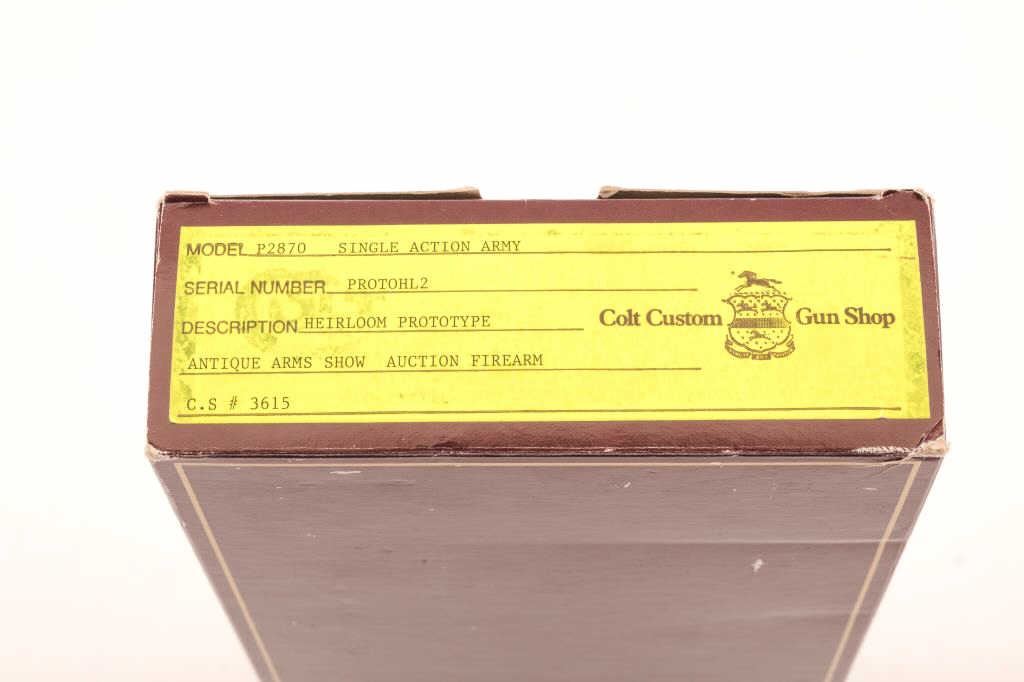 MODEL P2870 SINGLE ACTION ARMY
SERIAL NUMBER PROTOHL2
DESCRIPTION HEIRLOOM PROTOTYPE
Colt Custom Gun Shop
ANTIQUE ARMS SHOW AUCTION FIREARM
C.S # 3615